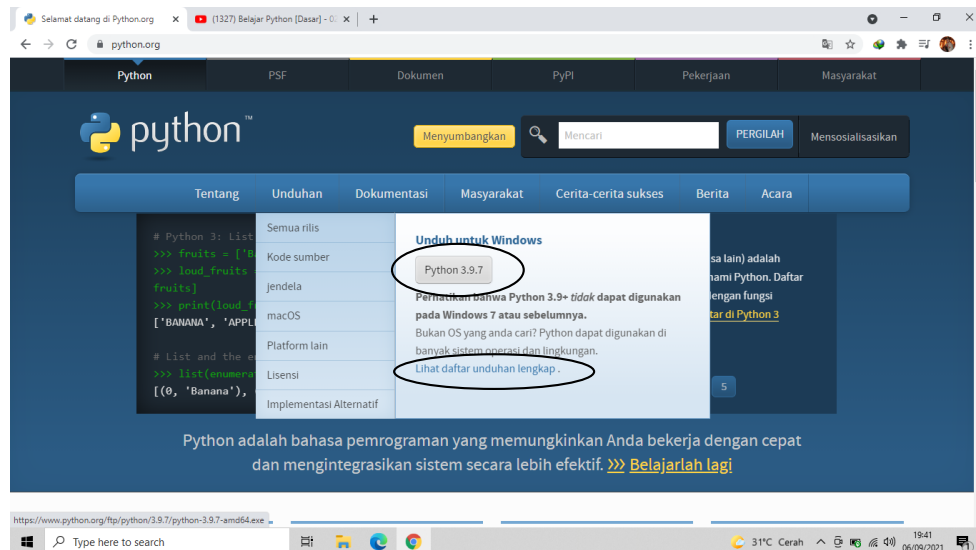 Selamat datang di Python.org
(1327) Belajar Python [Dasar] - 0
python.org
Python PSF Dokumen PyPI Pekerjaan Masyarakat
python™
Menyumbangkan Mencari PERGILAH Mensosialisasikan
Tentang Unduhan Dokumentasi Masyarakat Cerita-cerita sukses Berita Acara
# Python 3: List
>>> fruits = ['B
>>> loud_fruits
fruits]
>>> print(loud_f
['BANANA', 'APPL
# List and the e
>>> list(enumera
[(0, 'Banana'),
Semua rilis
Kode sumber
jendela
macOS
Platform lain
Lisensi
Implementasi Alternatif
Unduh untuk Windows
Python 3.9.7
Perhatikan bahwa Python 3.9+ tidak dapat digunakan
pada Windows 7 atau sebelumnya.
Bukan OS yang anda cari? Python dapat digunakan di
banyak sistem operasi dan lingkungan.
Lihat daftar unduhan lengkap .
sa lain) adalah
hami Python. Daftar
dengan fungsi
tar di Python 3
5
Python adalah bahasa pemrograman yang memungkinkan Anda bekerja dengan cepat
dan mengintegrasikan sistem secara lebih efektif. >>> Belajarlah lagi
https://www.python.org/ftp/python/3.9.7/python-3.9.7-amd64.exe
Type here to search
31°C Cerah
19:41
06/09/2021